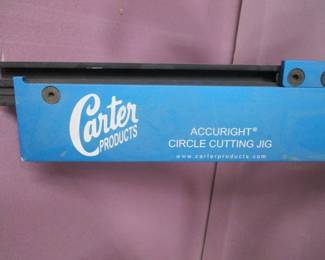 Carter
PRODUCTS
ACCURIGHT®
CIRCLE CUTTING JIG
www.carterproducts.com